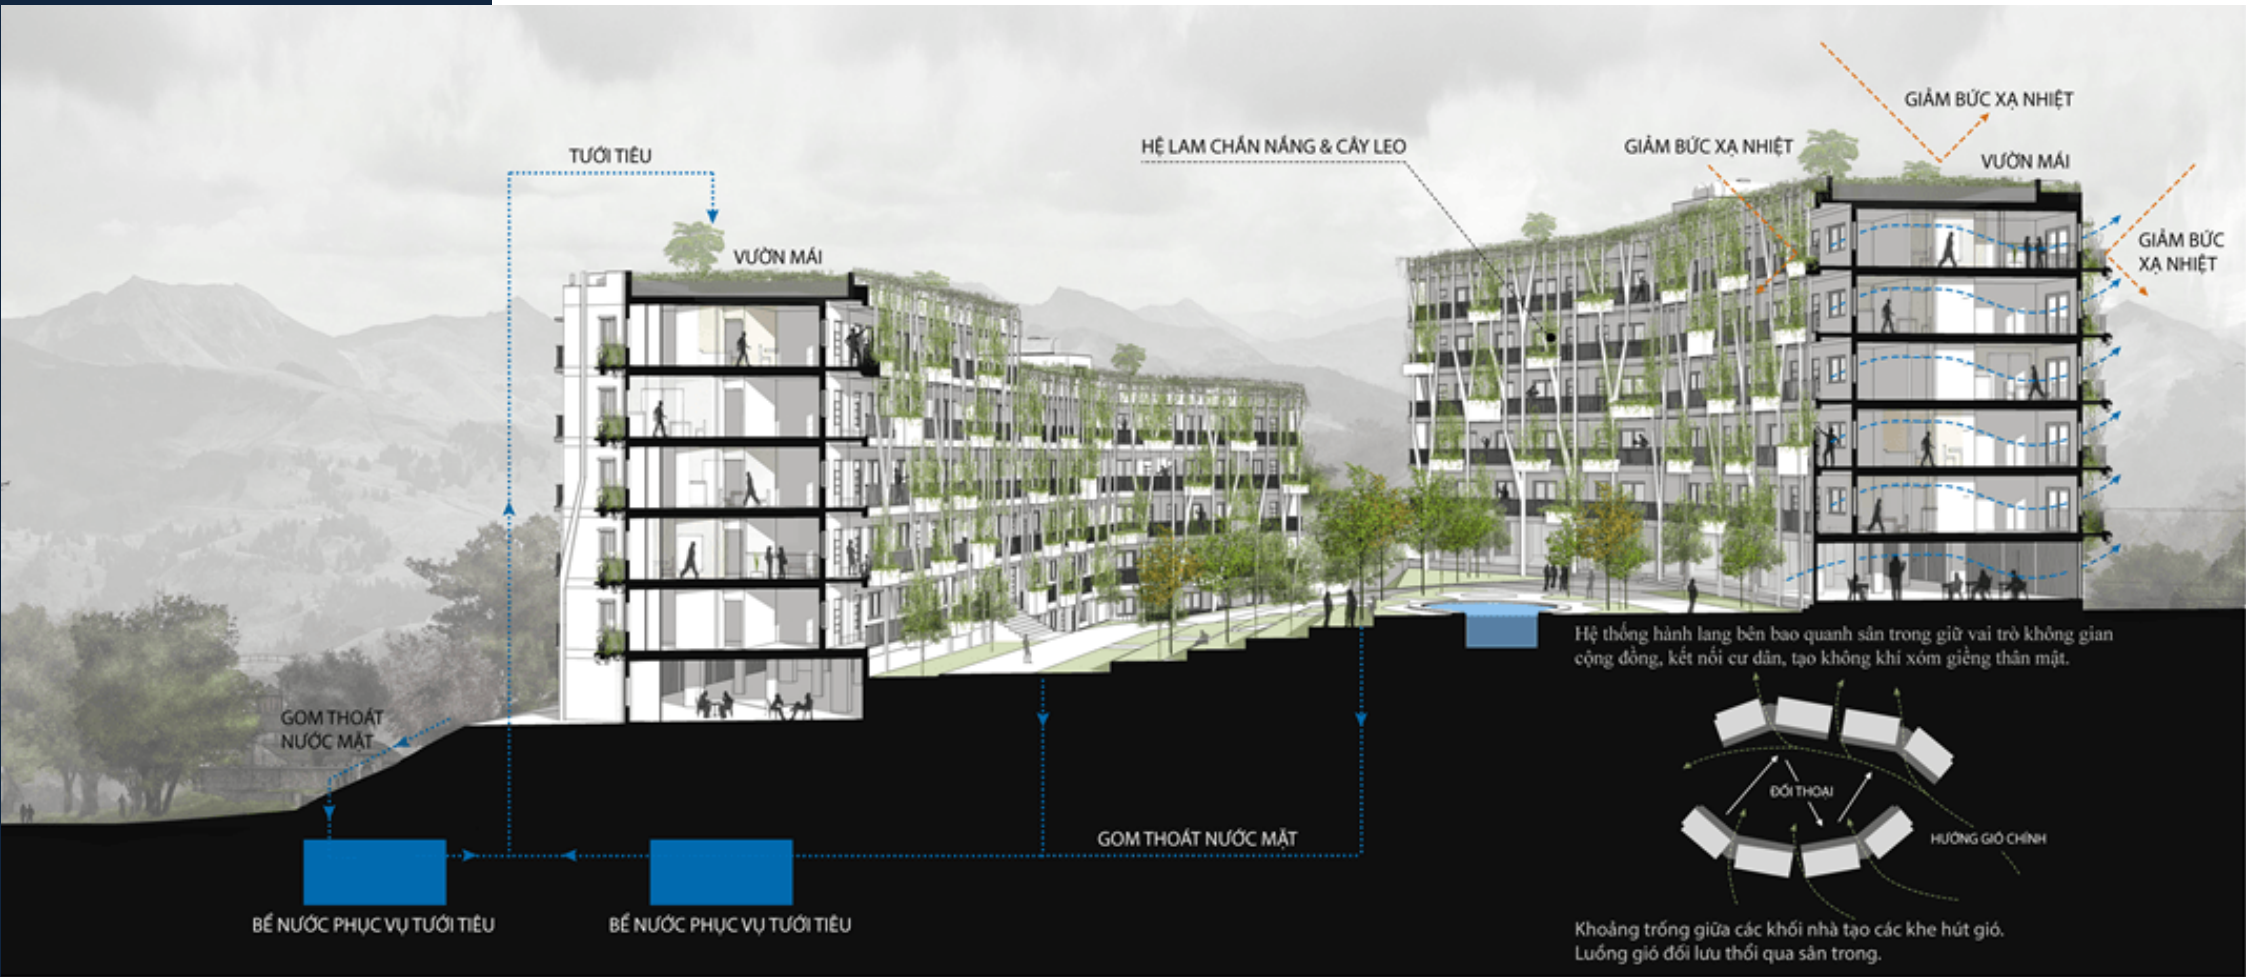 GIẢM BỨC XẠ NHIỆT
HỆ LAM CHẮN NẮNG & CÂY LEO
GIẢM BỨC XẠ NHIỆT
TƯỚI TIÊU
VƯỜN MÁI
GIẢM BỨC
XẠ NHIỆT
VƯỜN MÁI
Hệ thống hành lang bên bao quanh sân trong giữ vai trò không gian
cộng đồng, kết nối cư dân, tạo không khí xóm giềng thân mật.
GOM THOÁT
NƯỚC MẶT
ĐỐI THOẠI
GOM THOÁT NƯỚC MẶT
HƯỚNG GIÓ CHÍNH
BỂ NƯỚC PHỤC VỤ TƯỚI TIÊU
BỂ NƯỚC PHỤC VỤ TƯỚI TIÊU
Khoảng trống giữa các khối nhà tạo các khe hút gió.
Luồng gió đối lưu thổi qua sân trong.